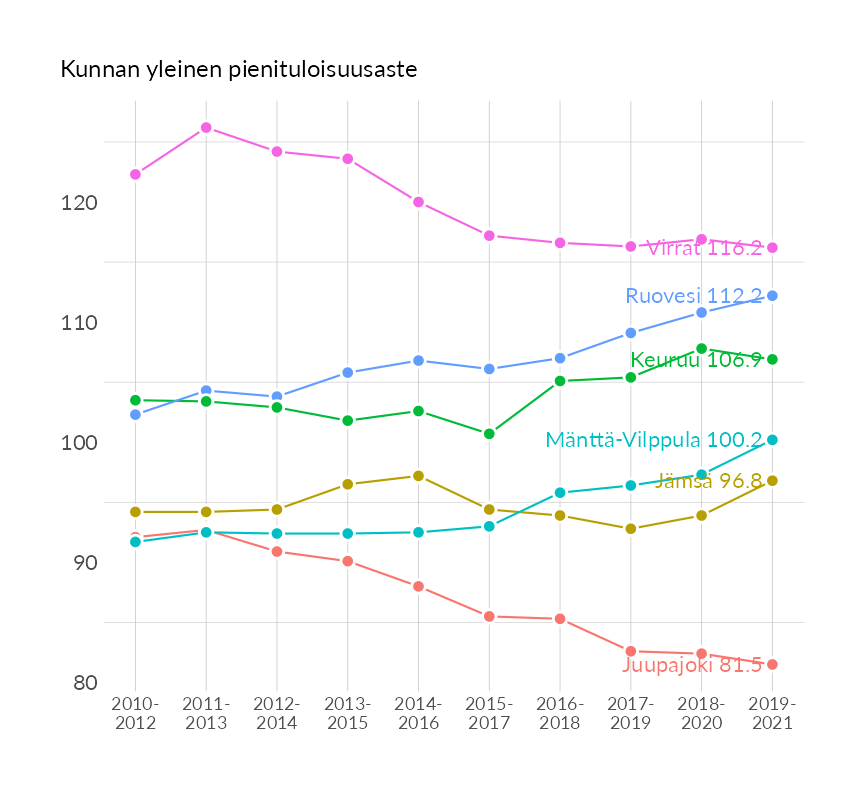 Kunnan yleinen pienituloisuusaste
120
110
100
90
80
Virrat 116.2
Ruovesi 112.2
Keuruu 106.9
Mänttä-Vilppula 100.2
Jämsä 96.8
Juupajoki 81.5
2010- 2011- 2012- 2013- 2014- 2015- 2016- 2017- 2018- 2019-
2012 2013 2014 2015 2016 2017 2018 2019 2020 2021